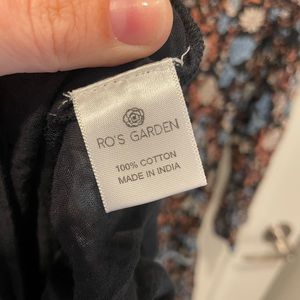 RO'S GARDEN
100% COTTON
MADE IN INDIA